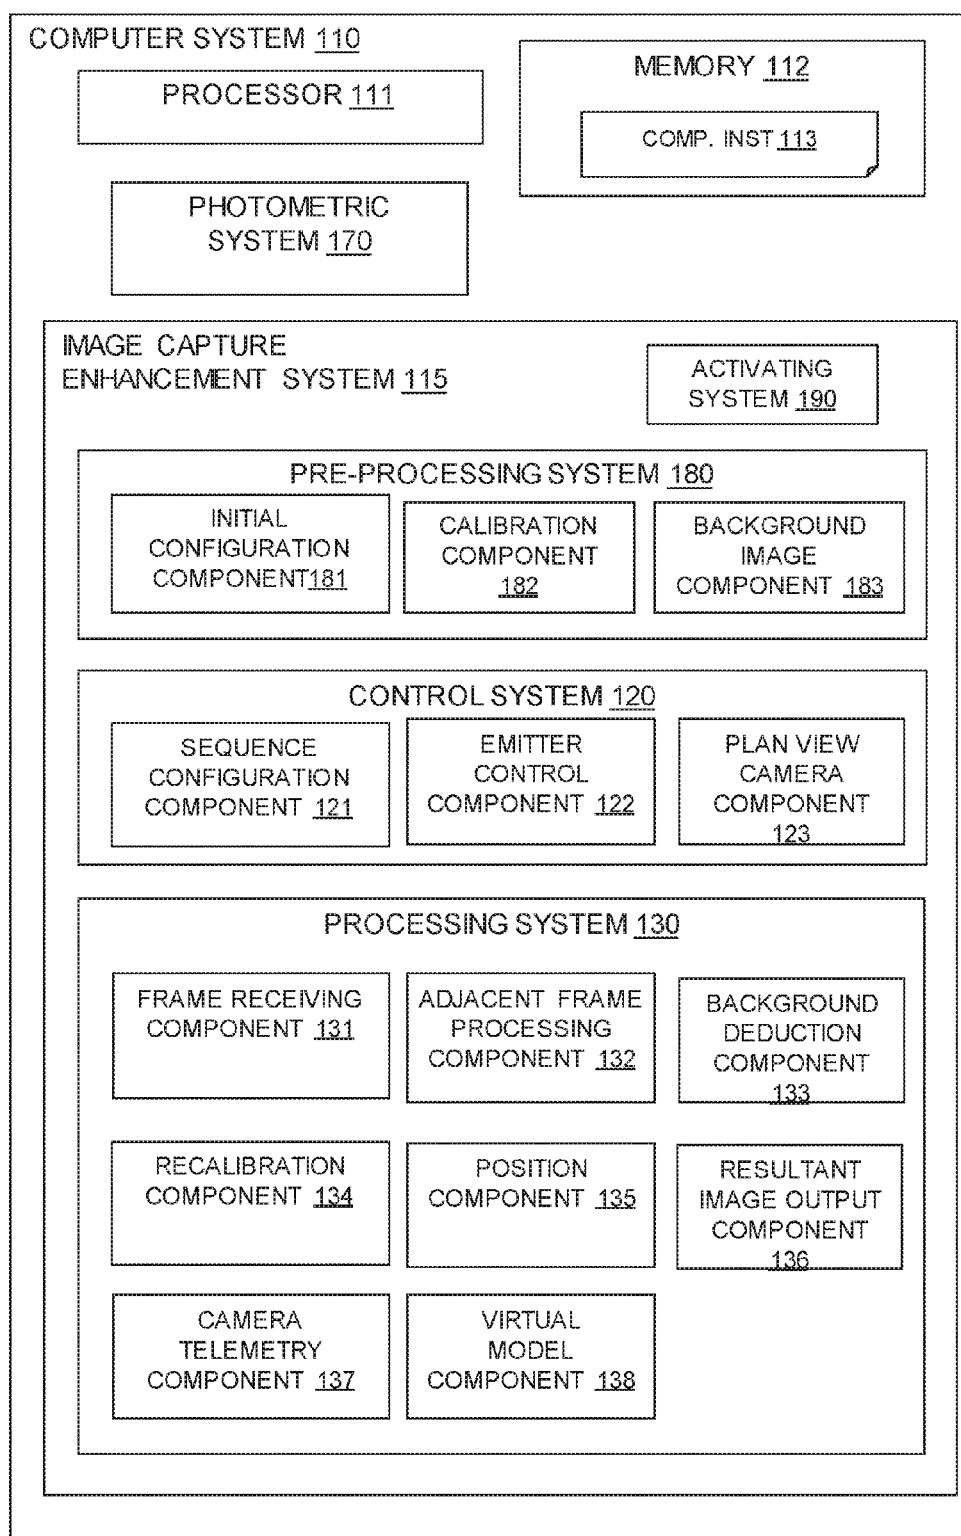 COMPUTER SYSTEM 110
PROCESSOR 111
MEMORY 112
COMP. INST 113
PHOTOMETRIC
SYSTEM 170
IMAGE CAPTURE
ENHANCEMENT SYSTEM 115
ACTIVATING
SYSTEM 190
PRE-PROCESSING SYSTEM 180
INITIAL
CONFIGURATION
COMPONENT181
CALIBRATION
COMPONENT
182
BACKGROUND
IMAGE
COMPONENT 183
CONTROL SYSTEM 120
SEQUENCE
CONFIGURATION
COMPONENT 121
EMITTER
CONTROL
COMPONENT 122
PLAN VIEW
CAMERA
COMPONENT
123
PROCESSING SYSTEM 130
FRAME RECEIVING
COMPONENT 131
ADJACENT FRAME
PROCESSING
COMPONENT 132
BACKGROUND
DEDUCTION
COMPONENT
133
RECALIBRATION
COMPONENT 134
POSITION
COMPONENT 135
RESULTANT
IMAGE OUTPUT
COMPONENT
136
CAMERA
TELEMETRY
COMPONENT 137
VIRTUAL
MODEL
COMPONENT 138